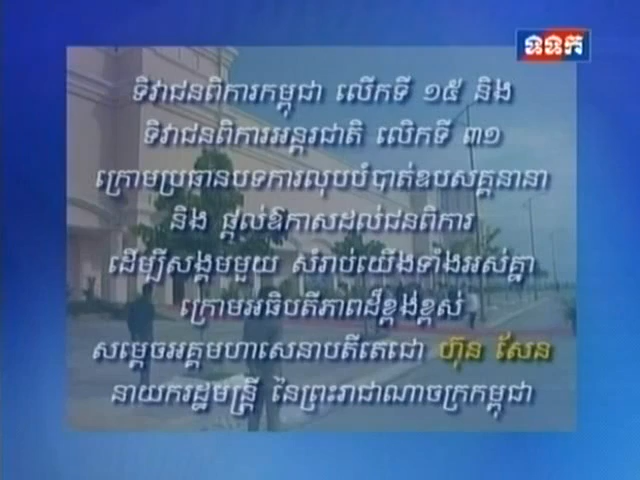 ទទក
ទិវាជនពិការកម្ពុជា លើកទី ១៥ និង
ទិវាជនពិការអន្តរជាតិ លើកទី ៣១
ក្រោមប្រធានបទការលុបបំបាត់ឧបសគ្គនានា
និង ផ្តល់ឱកាសដល់ជនពិការ
ដើម្បីសង្គមមួយ សំរាប់យើងទាំងអស់គ្នា
ក្រោមអធិបតីភាពដ៏ខ្ពង់ខ្ពស់
សម្តេចអគ្គមហាសេនាបតីតេជោ ហ៊ុន សែន
នាយករដ្ឋមន្ត្រី នៃព្រះរាជាណាចក្រកម្ពុជា